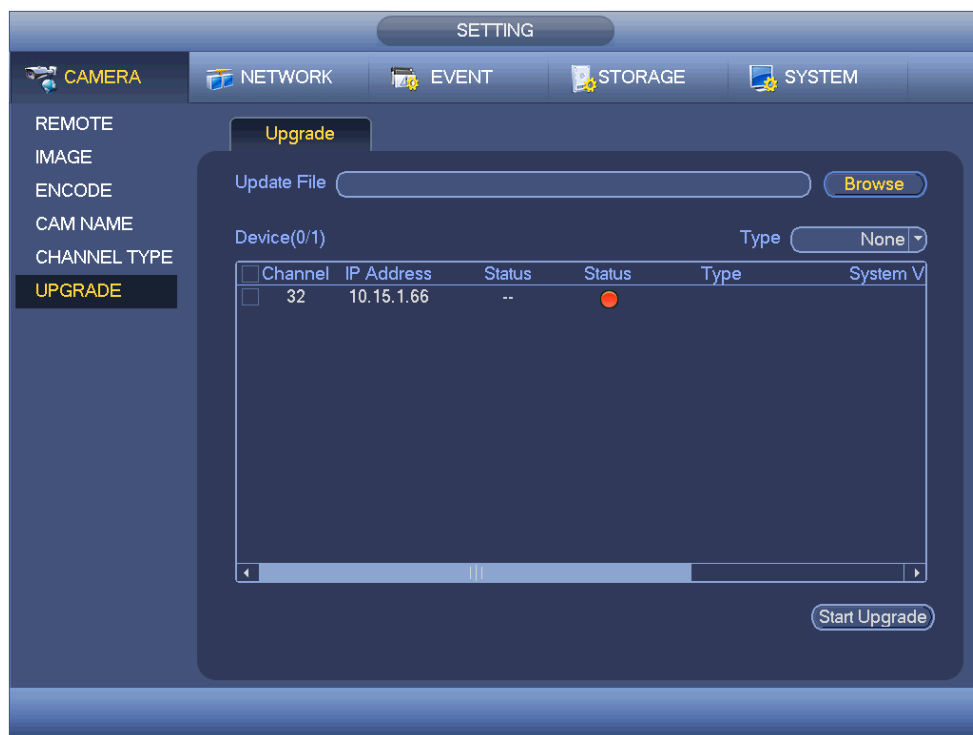 SETTING
CAMERA NETWORK EVENT STORAGE SYSTEM
REMOTE
IMAGE
ENCODE
CAM NAME
CHANNEL TYPE
UPGRADE
Upgrade
Update File Browse
Device(0/1) Type None
Channel IP Address Status Status Type System V
32 10.15.1.66 --
Start Upgrade